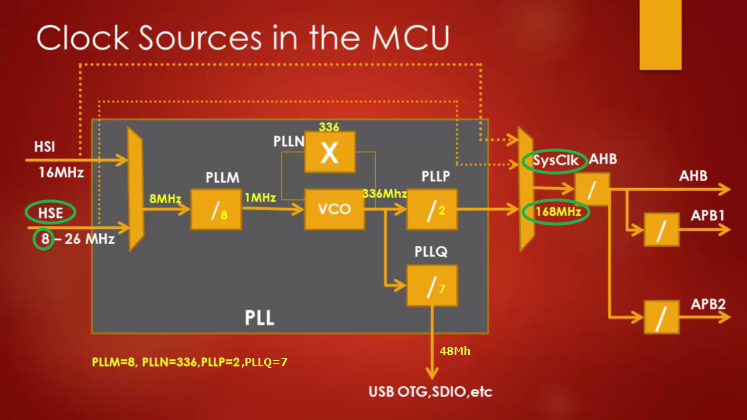 Clock Sources in the MCU
336
PLLN
X
HSI
16MHz
SysClk
AHB
PLLM
PLLP
AHB
8MHz
1MHz
336Mhz
/8
VCO
/2
/
HSE
168MHz
APB1
/
8 – 26 MHz
PLLQ
/7
PLL
APB2
/
48Mh
PLLM=8, PLLN=336,PLLP=2,PLLQ=7
USB OTG,SDIO,etc